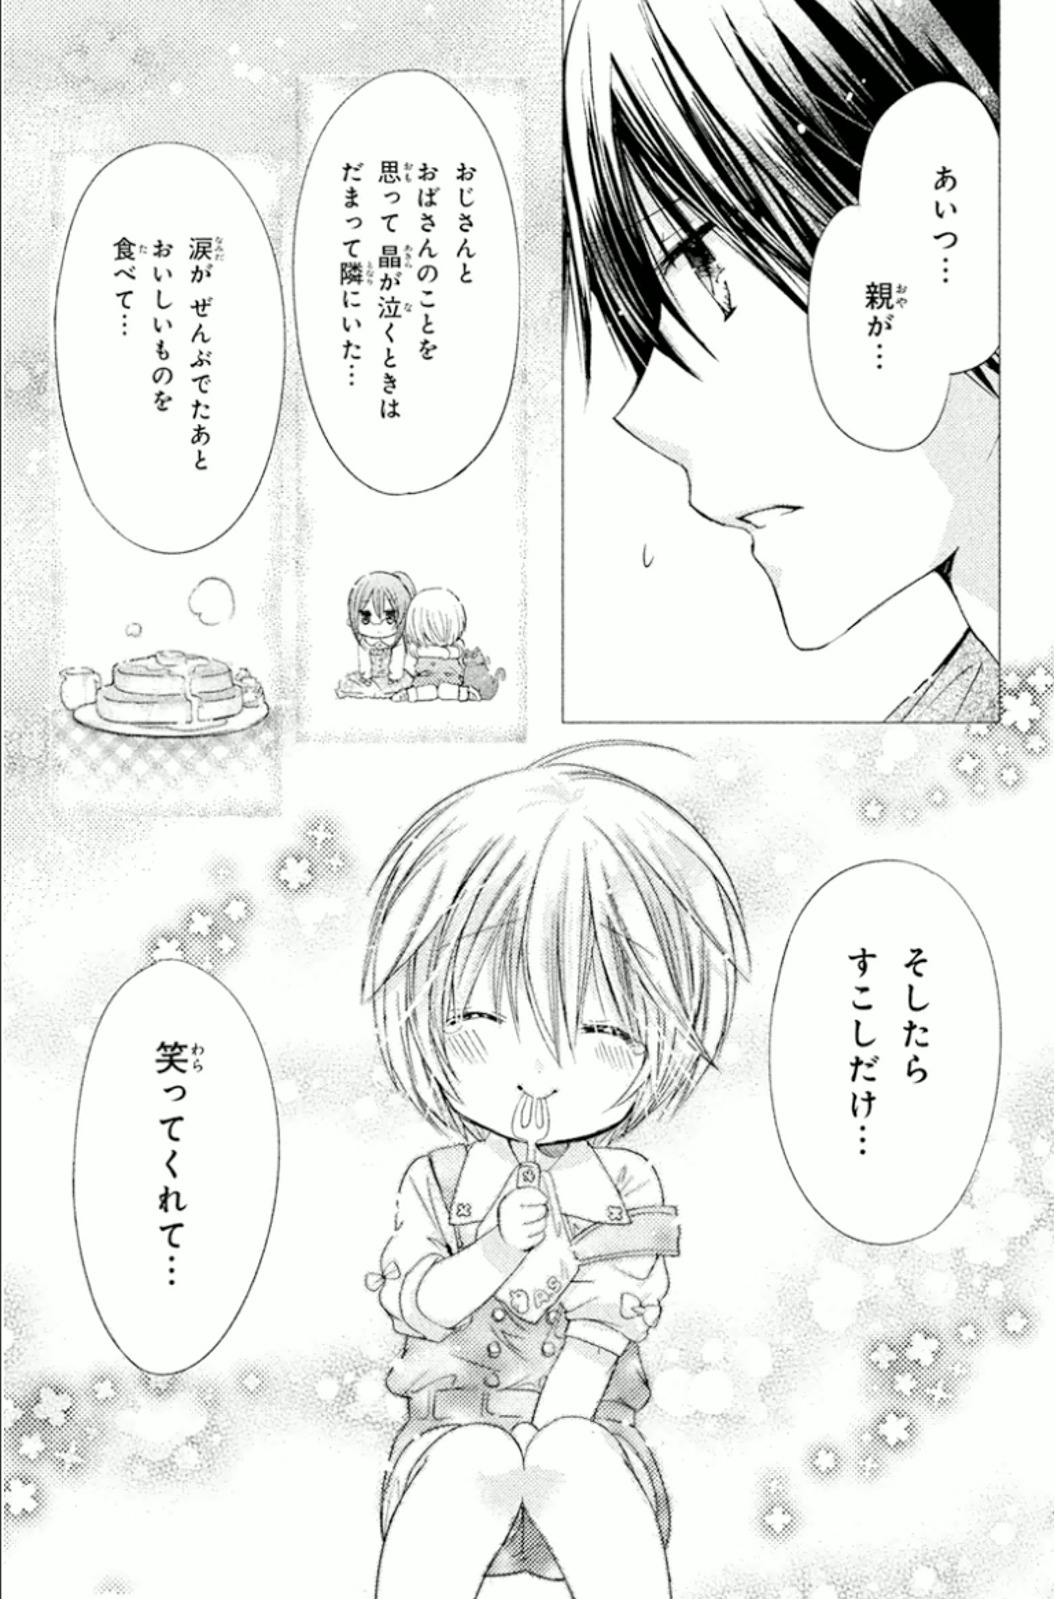 あいつ…
親が…
おじさんと
おばさんのことを
思って 晶が泣くときは
だまって隣にいた…
涙が ぜんぶでたあと
おいしいものを
食べて…
そしたら
すこしだけ…
笑ってくれて…